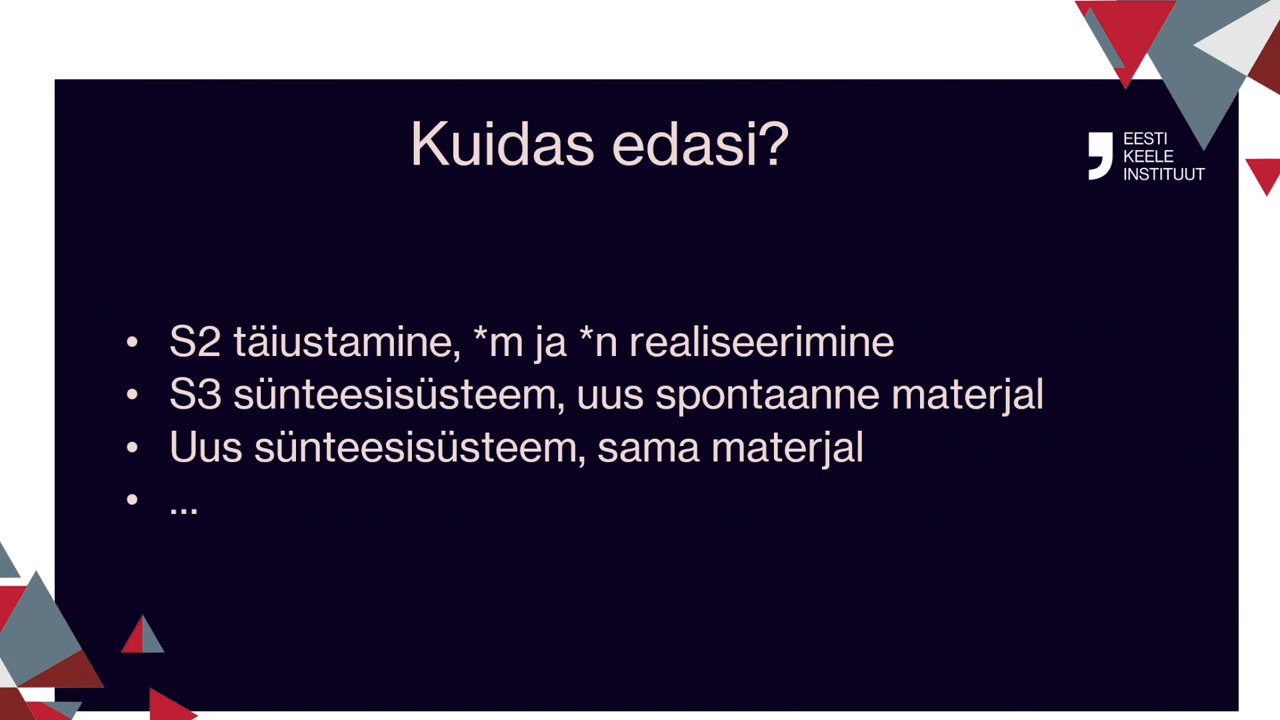 Kuidas edasi?
EESTI
KEELE
INSTITUUT
• S2 täiustamine, *m ja *n realiseerimine
• S3 sünteesisüsteem, uus spontaanne materjal
• Uus sünteesisüsteem, sama materjal
• ...